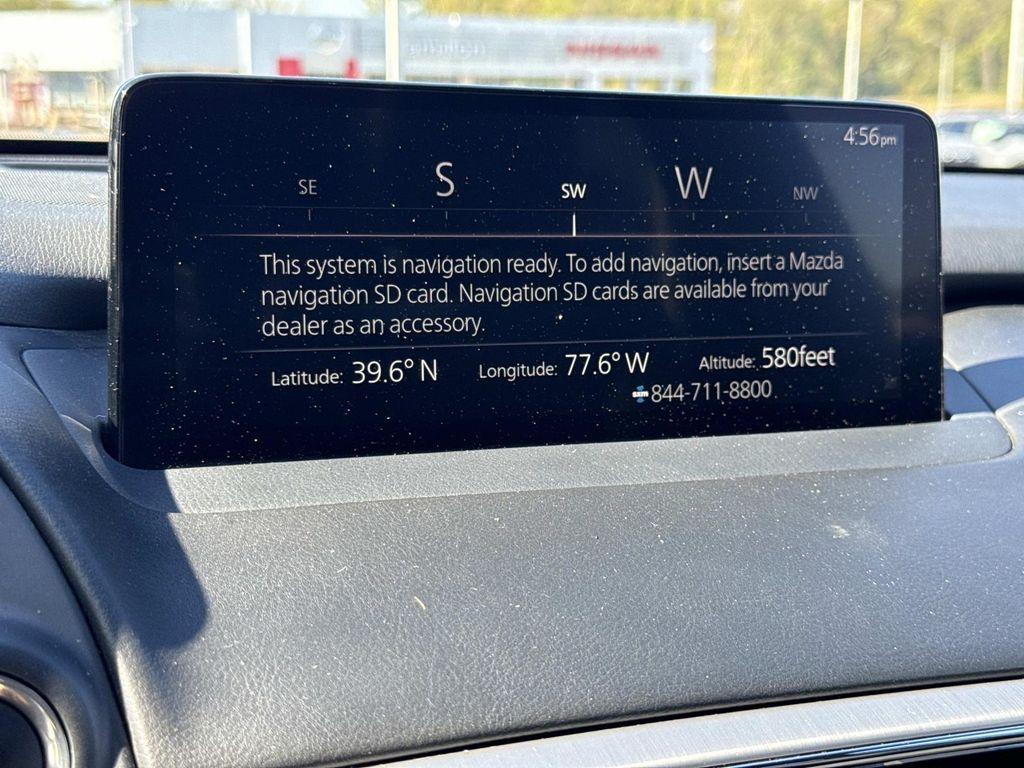 4:56pm
SE S SW W NW
This system is navigation ready. To add navigation, insert a Mazda
navigation SD card. Navigation SD cards are available from your
dealer as an accessory.
Latitude: 39.6° N Longitude: 77.6° W Altitude: 580feet
sxm 844-711-8800